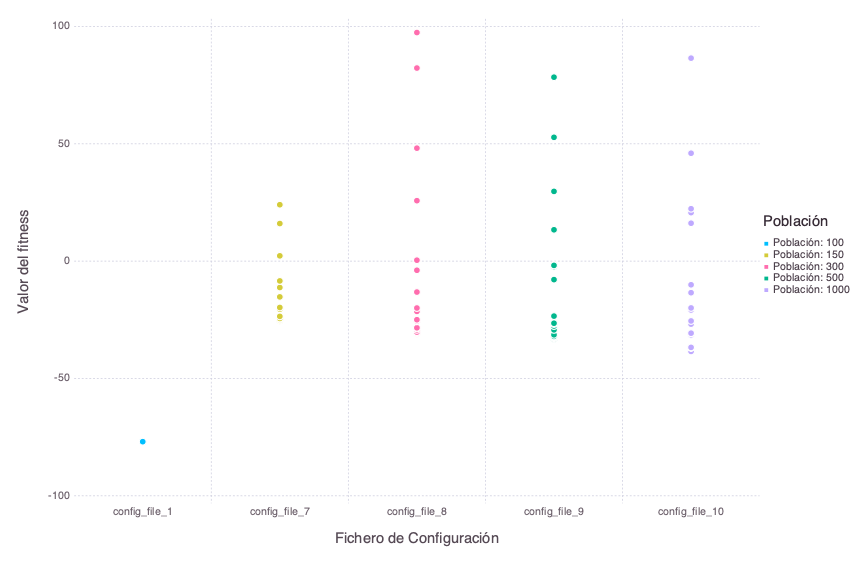 100
50
0
-50
-100
Valor del fitness
config_file_1
config_file_7
config_file_8
config_file_9
config_file_10
Fichero de Configuración
Población
Población: 100
Población: 150
Población: 300
Población: 500
Población: 1000